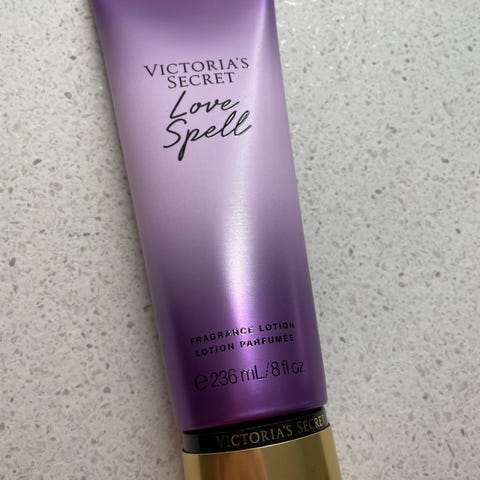 VICTORIA'S
SECRET
Love
Spell
FRAGRANCE LOTION
LOTION PARFUMÉE
℮ 236 mL/8 fl oz
VICTORIA'S SECRET